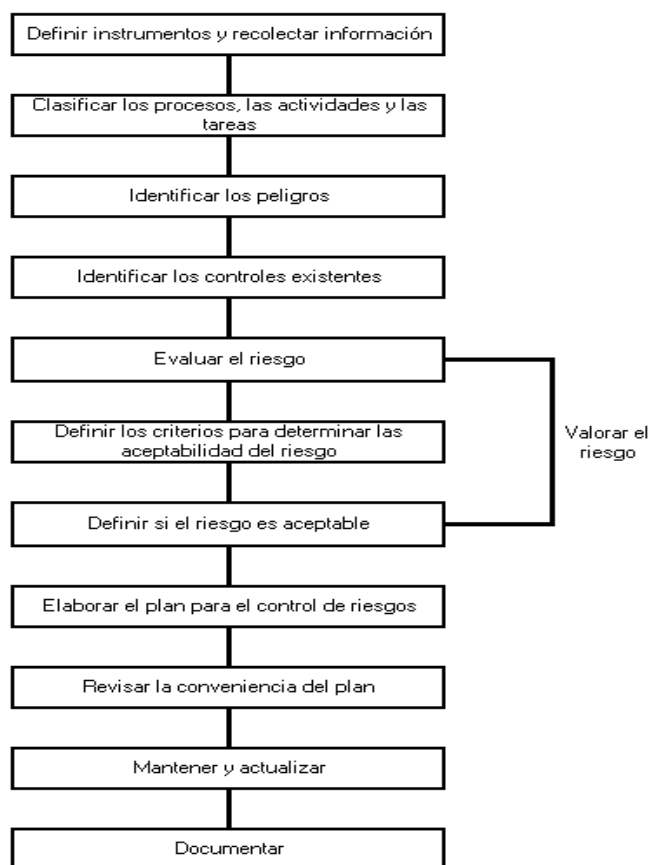 Definir instrumentos y recolectar información
Clasificar los procesos, las actividades y las
tareas
Identificar los peligros
Identificar los controles existentes
Evaluar el riesgo
Definir los criterios para determinar las
aceptabilidad del riesgo
Valorar el
riesgo
Definir si el riesgo es aceptable
Elaborar el plan para el control de riesgos
Revisar la conveniencia del plan
Mantener y actualizar
Documentar